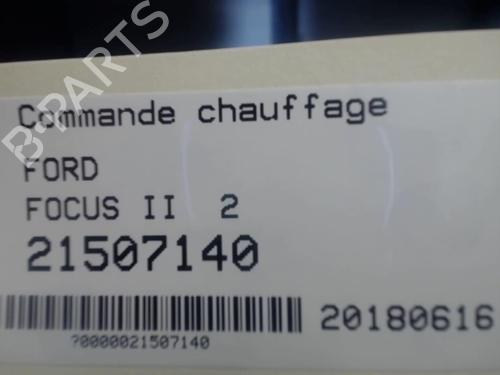 Commande chauffage
FORD
FOCUS II 2
21507140
20180616
?0000021507140
B-PARTS